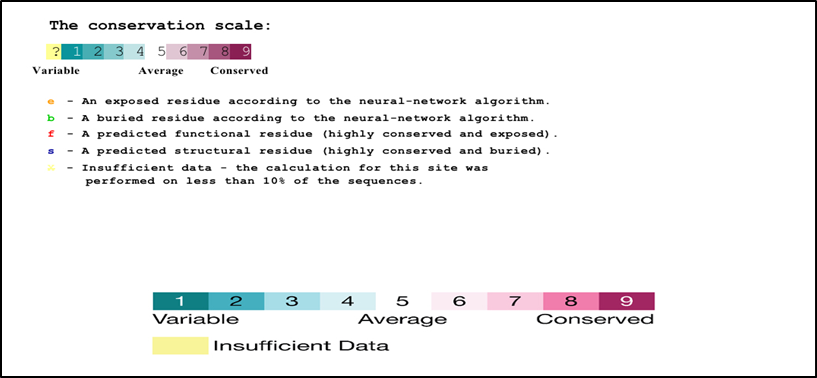 The conservation scale:
? 1 2 3 4 5 6 7 8 9
Variable Average Conserved
e - An exposed residue according to the neural-network algorithm.
b - A buried residue according to the neural-network algorithm.
f - A predicted functional residue (highly conserved and exposed).
s - A predicted structural residue (highly conserved and buried).
- Insufficient data - the calculation for this site was
performed on less than 10% of the sequences.
1 2 3 4 5 6 7 8 9
Variable Average Conserved
Insufficient Data